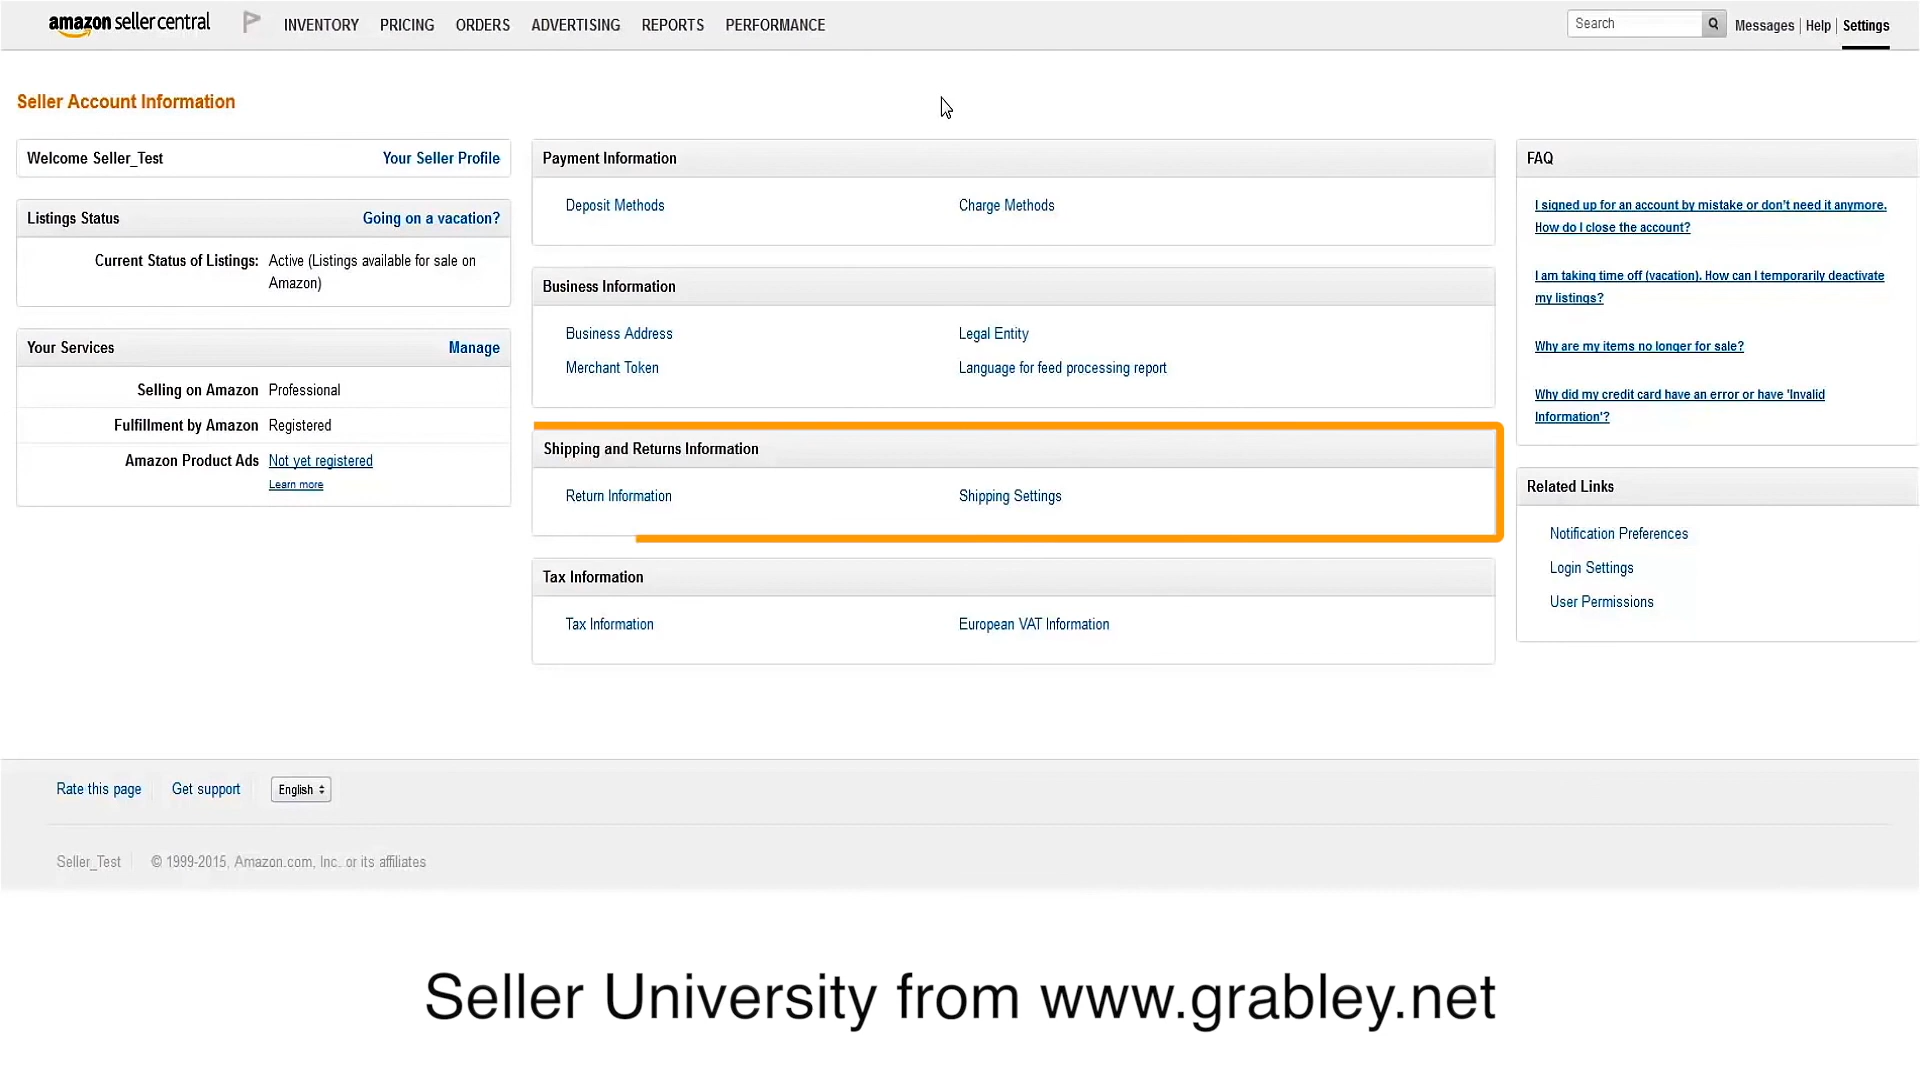 amazon seller central
INVENTORY PRICING ORDERS ADVERTISING REPORTS PERFORMANCE
Search
Messages | Help | Settings
Seller Account Information
Welcome Seller_Test Your Seller Profile
Listings Status Going on a vacation?
Current Status of Listings: Active (Listings available for sale on
Amazon)
Your Services Manage
Selling on Amazon Professional
Fulfillment by Amazon Registered
Amazon Product Ads Not yet registered
Learn more
Payment Information
Deposit Methods Charge Methods
Business Information
Business Address Legal Entity
Merchant Token Language for feed processing report
Shipping and Returns Information
Return Information Shipping Settings
Tax Information
Tax Information European VAT Information
FAQ
I signed up for an account by mistake or don't need it anymore.
How do I close the account?
I am taking time off (vacation). How can I temporarily deactivate
my listings?
Why are my items no longer for sale?
Why did my credit card have an error or have 'Invalid
Information'?
Related Links
Notification Preferences
Login Settings
User Permissions
Rate this page Get support English
Seller_Test © 1999-2015, Amazon.com, Inc. or its affiliates
Seller University from www.grabley.net